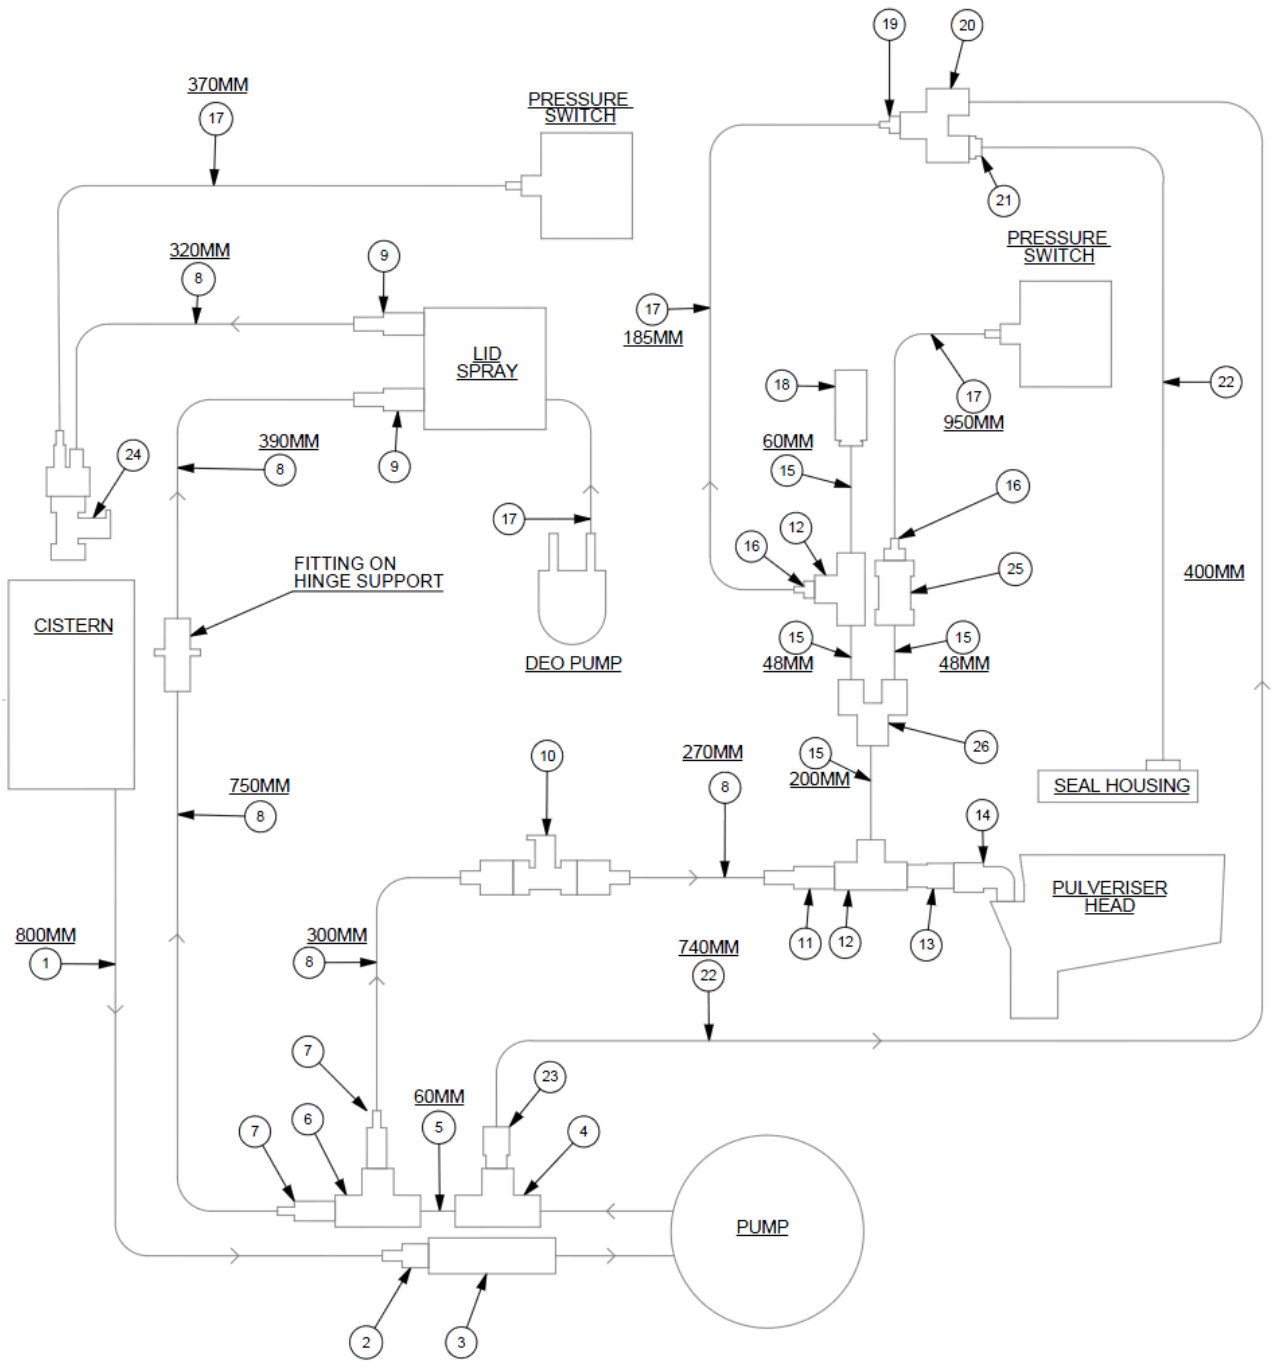 19
20
370MM
17
PRESSURE
SWITCH
21
PRESSURE
SWITCH
320MM
8
9
17
185MM
LID
SPRAY
18
22
17
950MM
390MM
8
9
60MM
15
24
16
17
12
16
FITTING ON
HINGE SUPPORT
25
400MM
CISTERN
15
48MM
15
48MM
DEO PUMP
26
10
270MM
8
15
200MM
SEAL HOUSING
750MM
8
14
PULVERISER
HEAD
800MM
1
300MM
8
11
12
13
740MM
22
7
23
60MM
5
6
7
4
PUMP
2
3